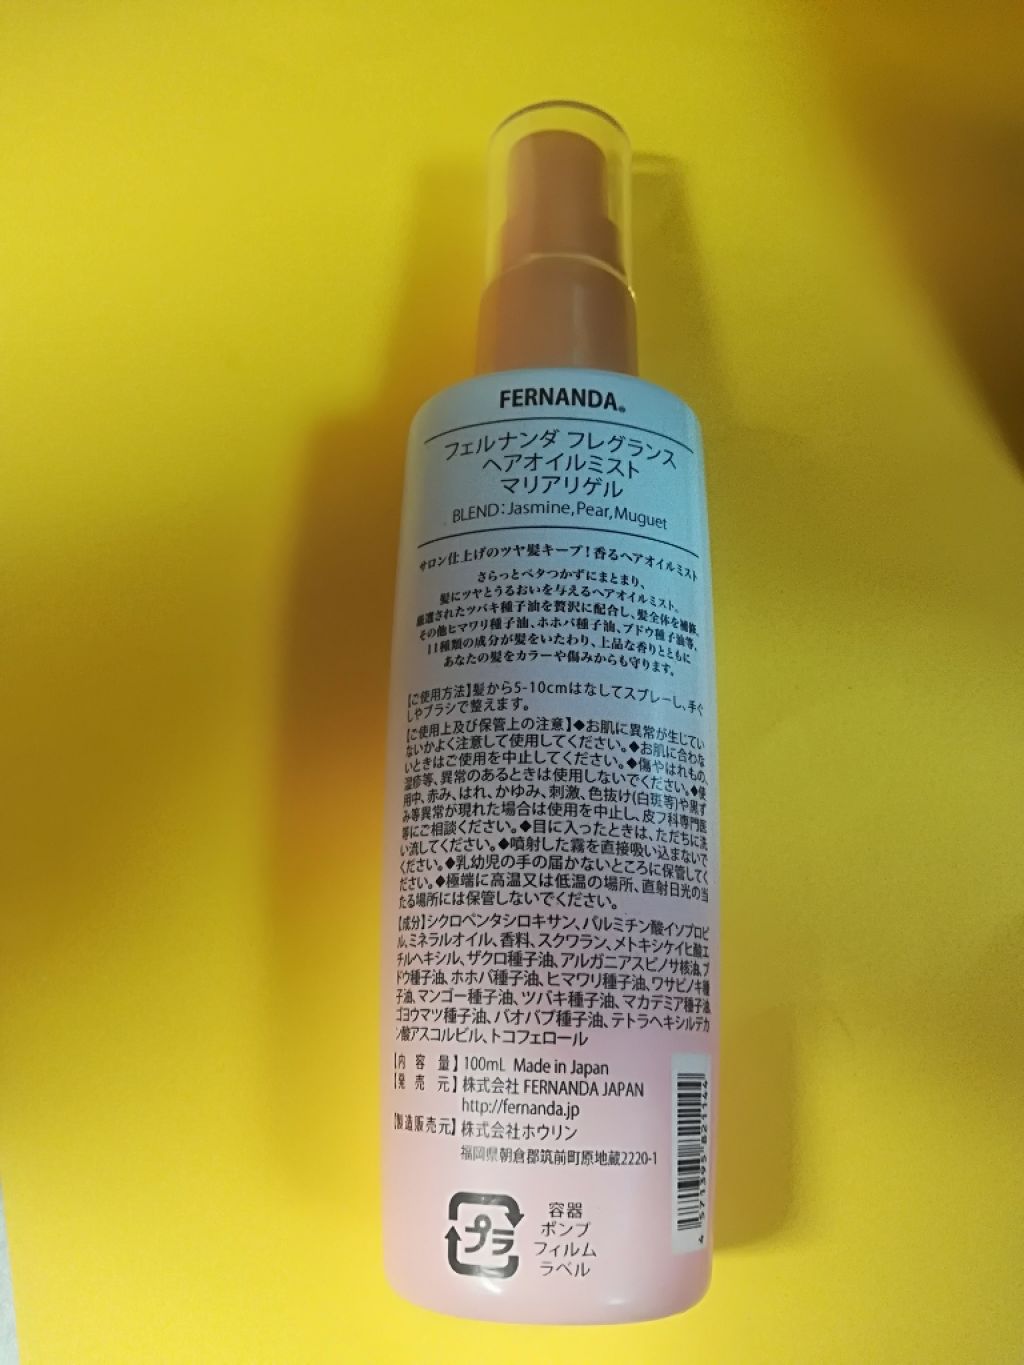 FERNANDA®
フェルナンダ フレグランス
ヘアオイルミスト
マリアリゲル
BLEND:Jasmine,Pear,Muguet
サロン仕上げのツヤ髪キープ!香るヘアオイルミスト
さらっとベタつかずにまとまり、
髪にツヤとうるおいを与えるヘアオイルミスト。
厳選されたツバキ種子油を贅沢に配合し、髪全体を補修。
その他ヒマワリ種子油、ホホバ種子油、ブドウ種子油等、
11種類の成分が髪をいたわり、上品な香りとともに
あなたの髪をカラーや傷みからも守ります。
【ご使用方法】髪から5-10cmはなしてスプレーし、手ぐ
しやブラシで整えます。
【ご使用上及び保管上の注意】◆お肌に異常が生じてい
ないかよく注意して使用してください。◆お肌に合わな
いときはご使用を中止してください。◆傷やはれもの、
湿疹等、異常のあるときは使用しないでください。◆使
用中、赤み、はれ、かゆみ、刺激、色抜け(白斑等)や黒ず
み等異常が現れた場合は使用を中止し、皮フ科専門医
等にご相談ください。◆目に入ったときは、ただちに洗
い流してください。◆噴射した霧を直接吸い込まないで
ください。◆乳幼児の手の届かないところに保管してく
ださい。◆極端に高温又は低温の場所、直射日光の当
たる場所には保管しないでください。
【成分】シクロペンタシロキサン、パルミチン酸イソプロピ
ル、ミネラルオイル、香料、スクワラン、メトキシケイヒ酸エ
チルヘキシル、ザクロ種子油、アルガニアスピノサ核油、ブ
ドウ種子油、ホホバ種子油、ヒマワリ種子油、ワサビノキ種
子油、マンゴー種子油、ツバキ種子油、マカデミア種子油、
ゴヨウマツ種子油、バオバブ種子油、テトラヘキシルデカ
ン酸アスコルビル、トコフェロール
【内 容 量】100mL Made in Japan
【発 売 元】株式会社 FERNANDA JAPAN
http://fernanda.jp
【製造販売元】株式会社ホウリン
福岡県朝倉郡筑前町原地蔵2220-1
4 571395 821144
プラ
容器
ポンプ
フィルム
ラベル